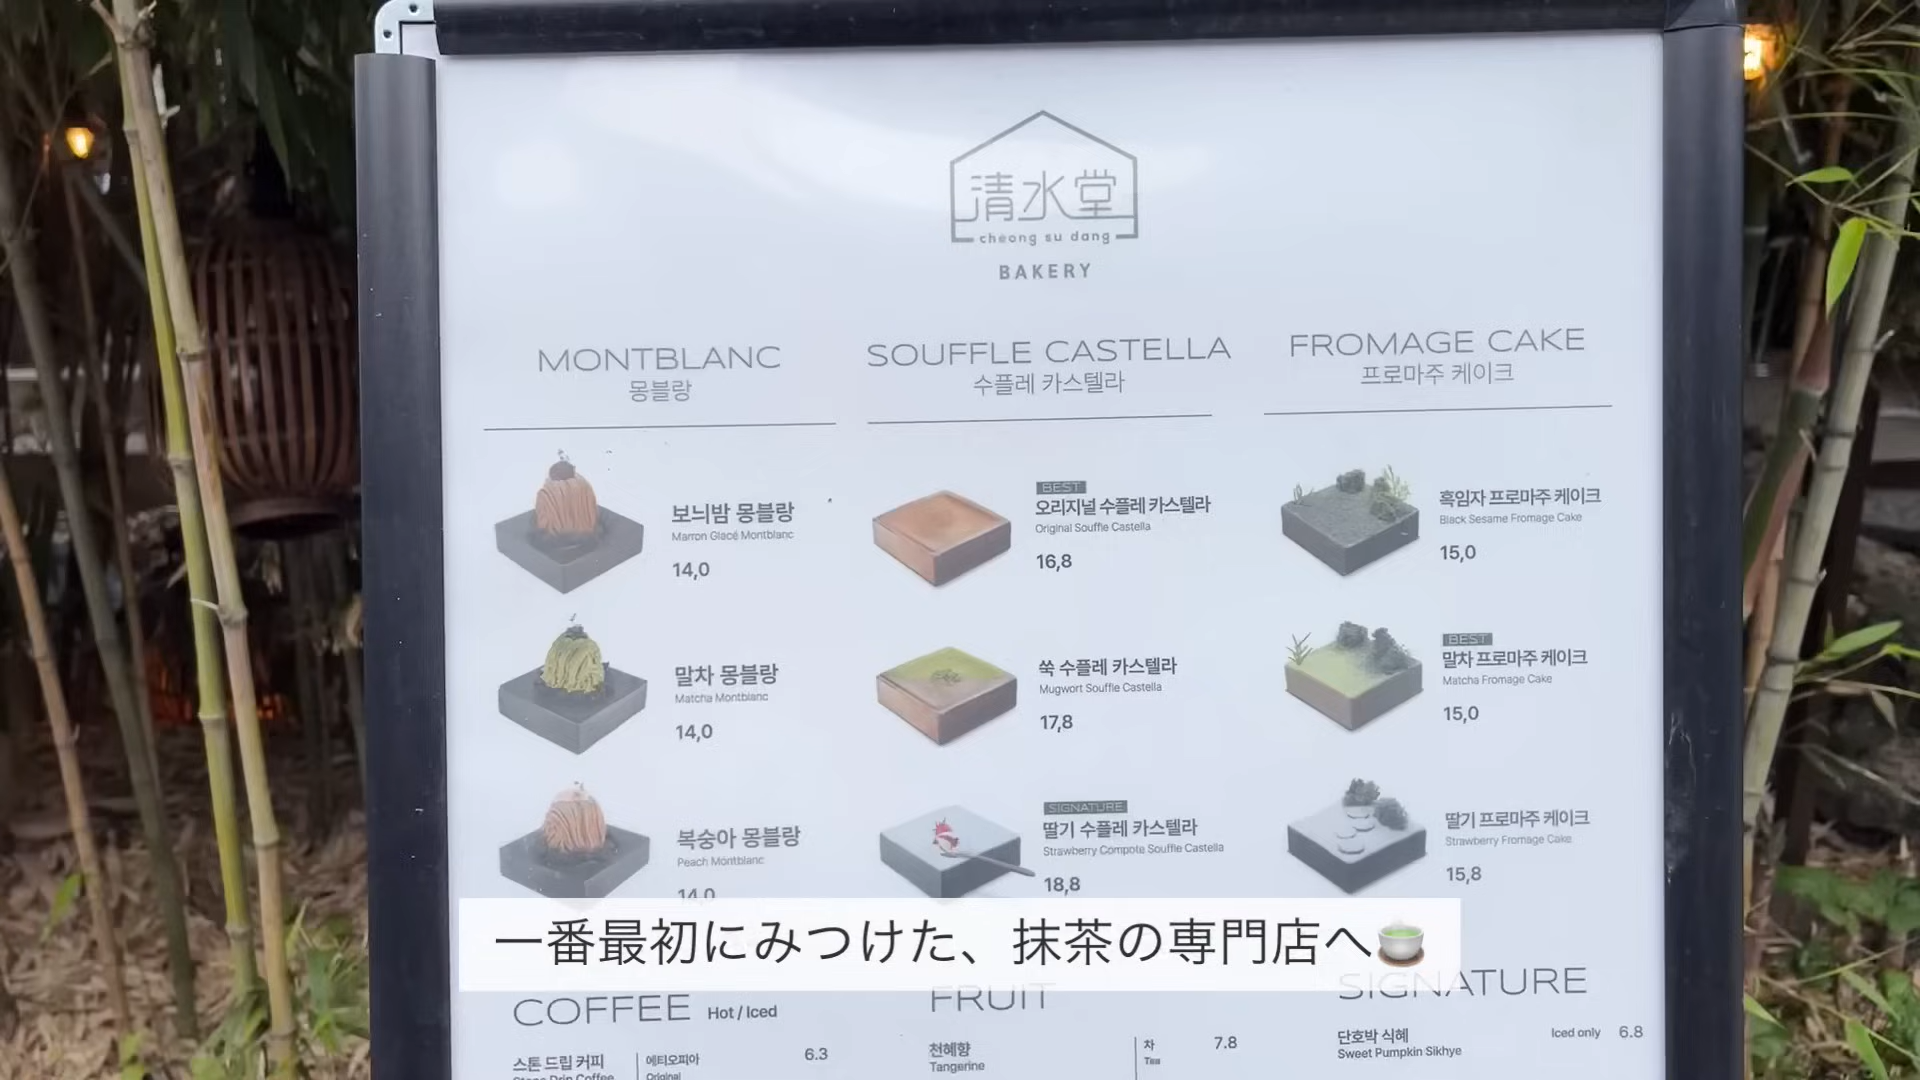 清水堂
cheong su dang
BAKERY
MONTBLANC
몽블랑
보늬밤 몽블랑
Marron Glacé Montblanc
14,0
말차 몽블랑
Matcha Montblanc
14,0
복숭아 몽블랑
Peach Montblanc
14,0
SOUFFLE CASTELLA
수플레 카스텔라
BEST
오리지널 수플레 카스텔라
Original Souffle Castella
16,8
쑥 수플레 카스텔라
Mugwort Souffle Castella
17,8
SIGNATURE
딸기 수플레 카스텔라
Strawberry Compote Souffle Castella
18,8
FROMAGE CAKE
프로마주 케이크
흑임자 프로마주 케이크
Black Sesame Fromage Cake
15,0
BEST
말차 프로마주 케이크
Matcha Fromage Cake
15,0
딸기 프로마주 케이크
Strawberry Fromage Cake
15,8
一番最初にみつけた、抹茶の専門店へ🍵
COFFEE Hot / Iced
스톤 드립 커피
Stone Drip Coffee
에티오피아
Original
6.3
FRUIT
천혜향
Tangerine
차
Tea
7.8
SIGNATURE
단호박 식혜
Sweet Pumpkin Sikhye
Iced only 6.8